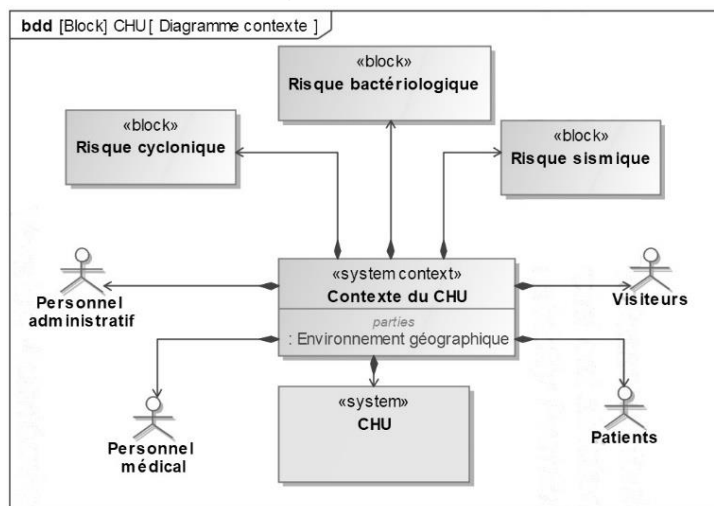 bdd [Block] CHU [ Diagramme contexte ]
«block»
Risque bactériologique
«block»
Risque cyclonique
«block»
Risque sismique
«system context»
Contexte du CHU
parties
: Environnement géographique
Personnel
administratif
Visiteurs
Personnel
médical
«system»
CHU
Patients